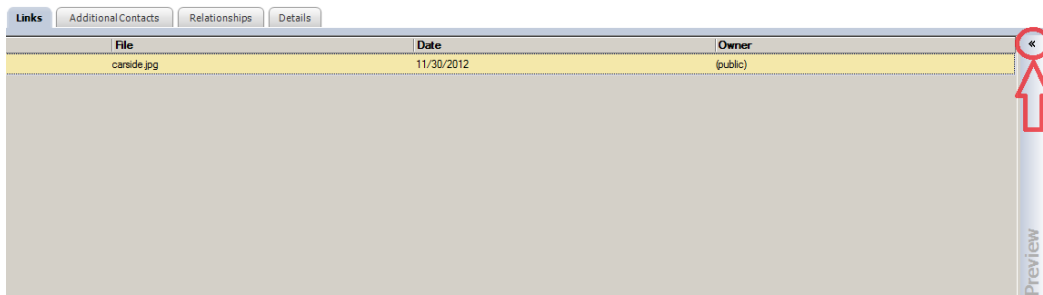 Links Additional Contacts Relationships Details
File Date Owner «
carside.jpg 11/30/2012 (public)
Preview